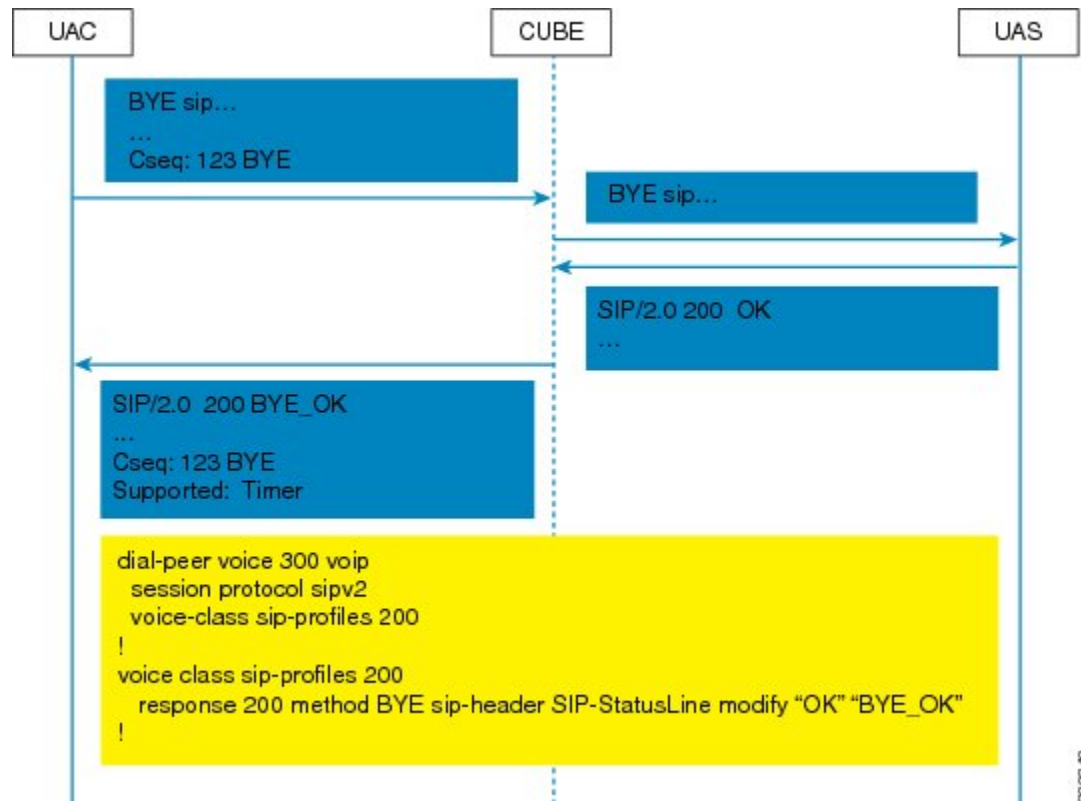 UAC CUBE UAS
BYE sip...
...
Cseq: 123 BYE
BYE sip...
SIP/2.0 200 OK
...
SIP/2.0 200 BYE_OK
...
Cseq: 123 BYE
Supported: Timer
dial-peer voice 300 voip
session protocol sipv2
voice-class sip-profiles 200
!
voice class sip-profiles 200
response 200 method BYE sip-header SIP-StatusLine modify “OK” “BYE_OK”
!